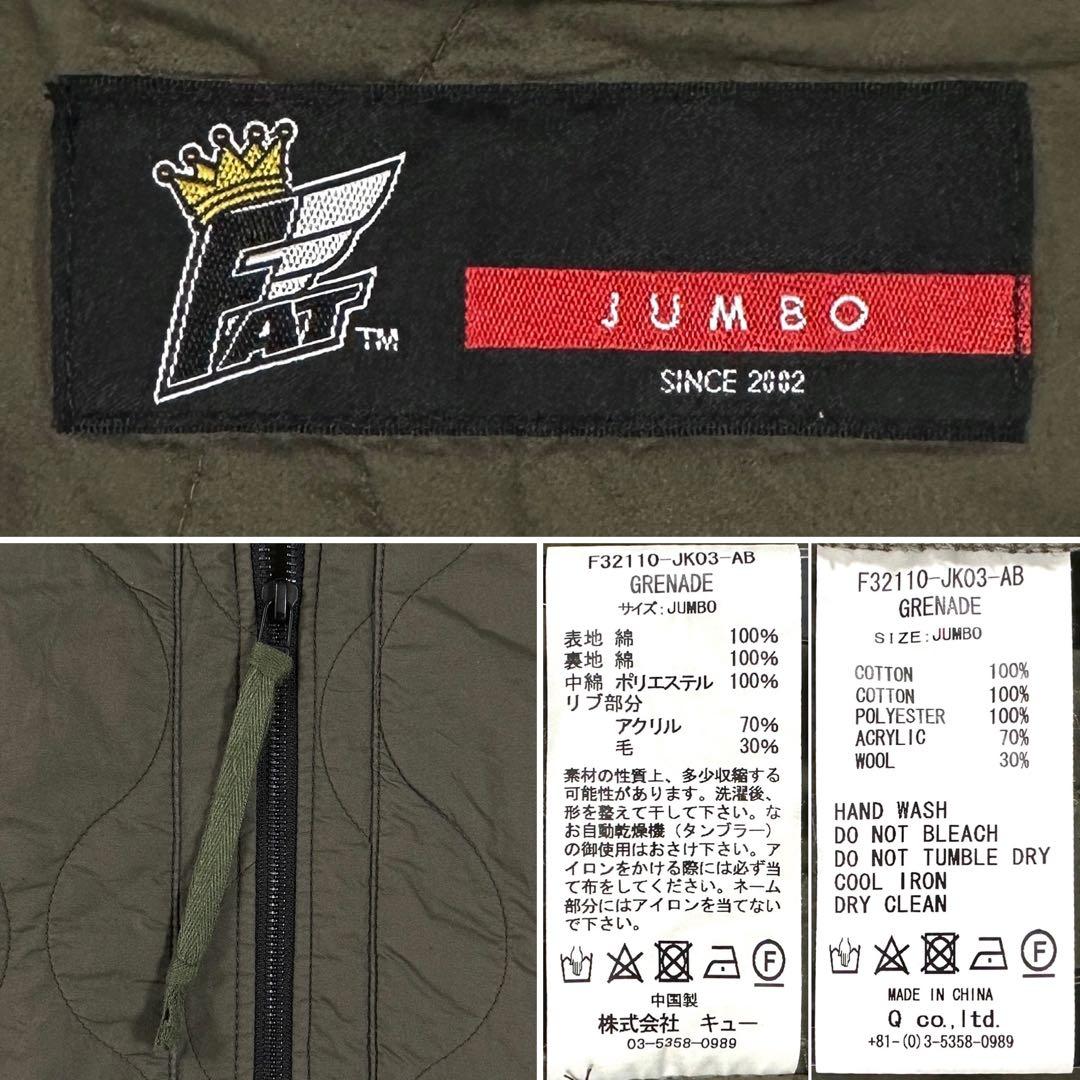 FAT
TM
JUMBO
SINCE 2002
F32110-JK03-AB
GRENADE
サイズ:JUMBO
表地 綿 100%
裏地 綿 100%
中綿 ポリエステル 100%
リブ部分
アクリル 70%
毛 30%
素材の性質上、多少収縮する
可能性があります。洗濯後、
形を整えて干して下さい。な
お自動乾燥機（タンブラー）
の御使用はおさけ下さい。ア
イロンをかける際には必ず当
て布をしてください。ネーム
部分にはアイロンを当てない
で下さい。
F
中国製
株式会社 キュー
03-5358-0989
F32110-JK03-AB
GRENADE
SIZE:JUMBO
COTTON 100%
COTTON 100%
POLYESTER 100%
ACRYLIC 70%
WOOL 30%
HAND WASH
DO NOT BLEACH
DO NOT TUMBLE DRY
COOL IRON
DRY CLEAN
F
MADE IN CHINA
Q co.,ltd.
+81-(0)3-5358-0989